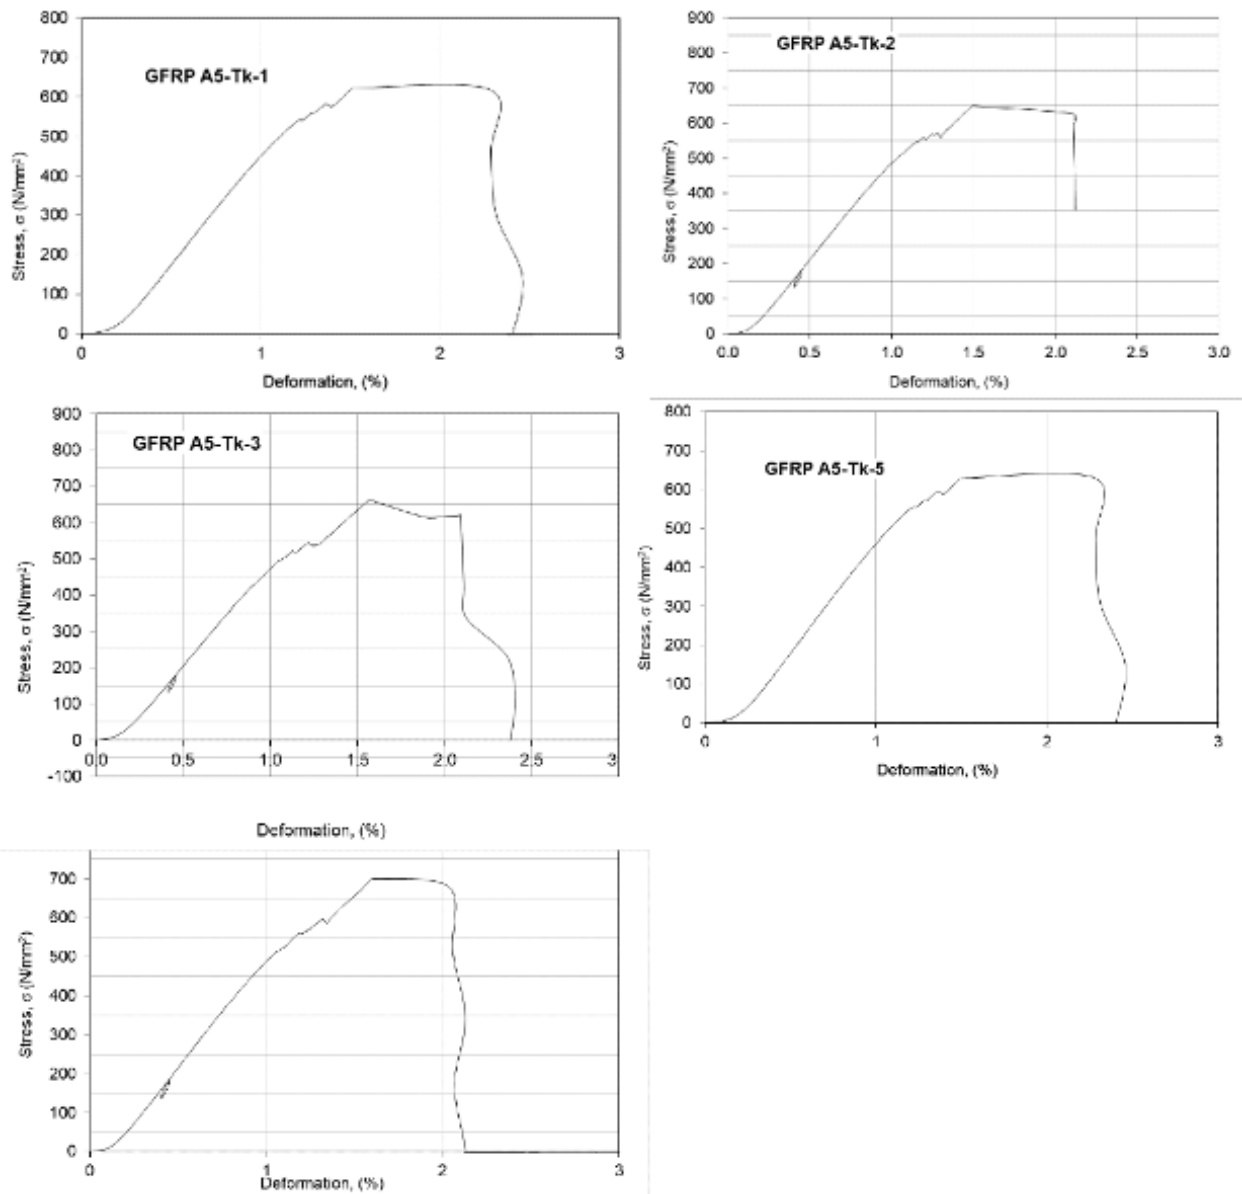 800
700
600
500
400
300
200
100
0
Stress, σ (N/mm²)
GFRP A5-Tk-1
0 1 2 3
Deformation, (%)
900
800
700
600
500
400
300
200
100
0
Stress, σ (N/mm²)
GFRP A5-Tk-2
0.0 0.5 1.0 1.5 2.0 2.5 3.0
Deformation, (%)
900
800
700
600
500
400
300
200
100
0
-100
Stress, σ (N/mm²)
GFRP A5-Tk-3
0.0 0.5 1.0 1.5 2.0 2.5 3
Deformation, (%)
800
700
600
500
400
300
200
100
0
Stress, σ (N/mm²)
GFRP A5-Tk-5
0 1 2 3
Deformation, (%)
700
600
500
400
300
200
100
0
Stress, σ (N/mm²)
0 1 2 3
Deformation, (%)